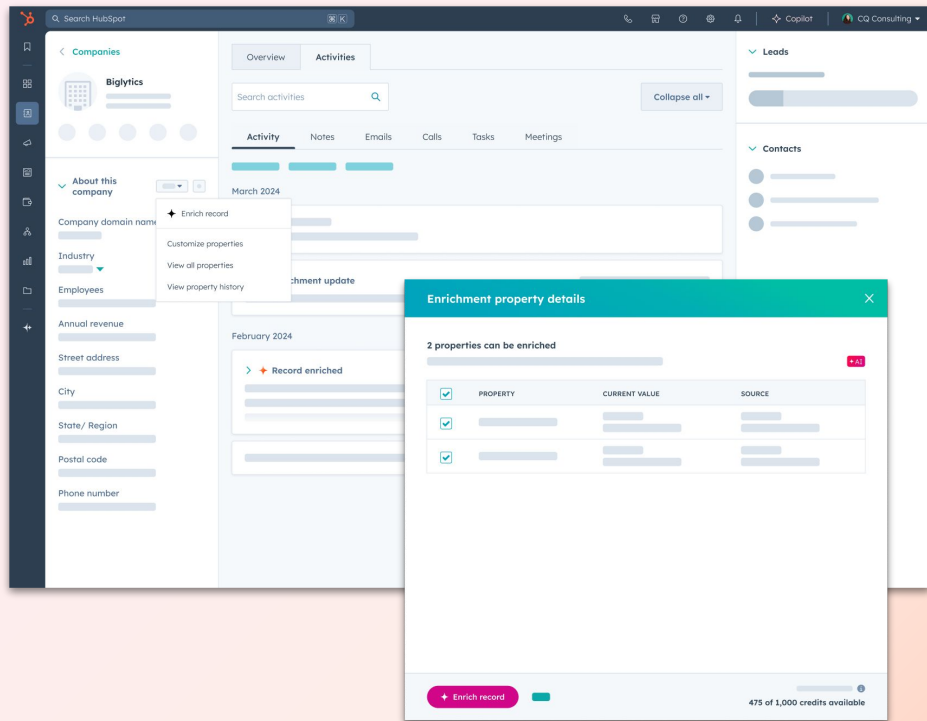 Search HubSpot
⌘ K
Copilot
CQ Consulting
Companies
Biglytics
About this
company
Enrich record
Customize properties
View all properties
View property history
Company domain name
Industry
Employees
Annual revenue
Street address
City
State/ Region
Postal code
Phone number
Overview
Activities
Search activities
Collapse all
Activity
Notes
Emails
Calls
Tasks
Meetings
March 2024
update
February 2024
Record enriched
Leads
Contacts
Enrichment property details
2 properties can be enriched
+ AI
PROPERTY
CURRENT VALUE
SOURCE
Enrich record
475 of 1,000 credits available